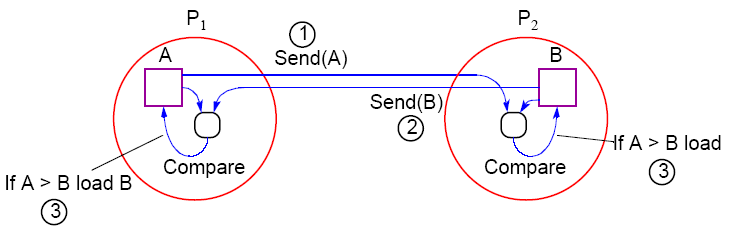 P1
P2
1
A
Send(A)
B
Send(B)
2
Compare
Compare
If A > B load B
3
If A > B load
3